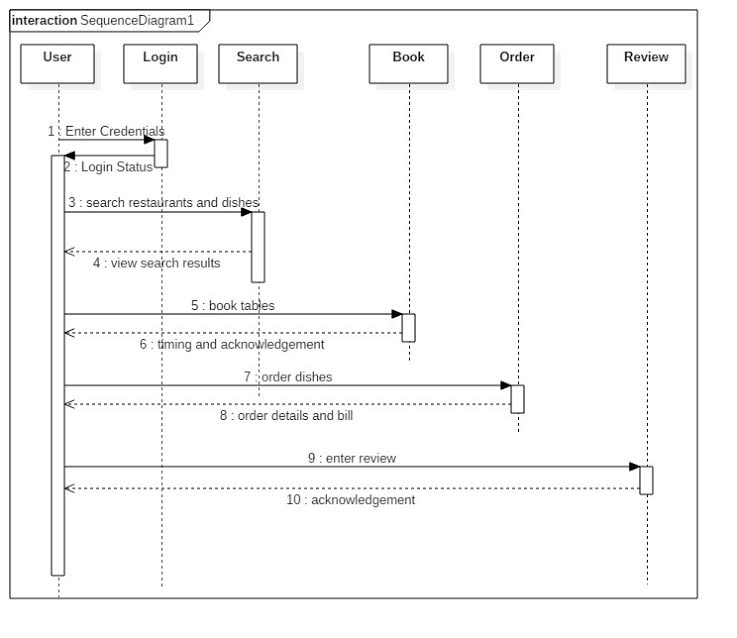 interaction SequenceDiagram1
User Login Search Book Order Review
1 : Enter Credentials
2 : Login Status
3 : search restaurants and dishes
4 : view search results
5 : book tables
6 : timing and acknowledgement
7 : order dishes
8 : order details and bill
9 : enter review
10 : acknowledgement